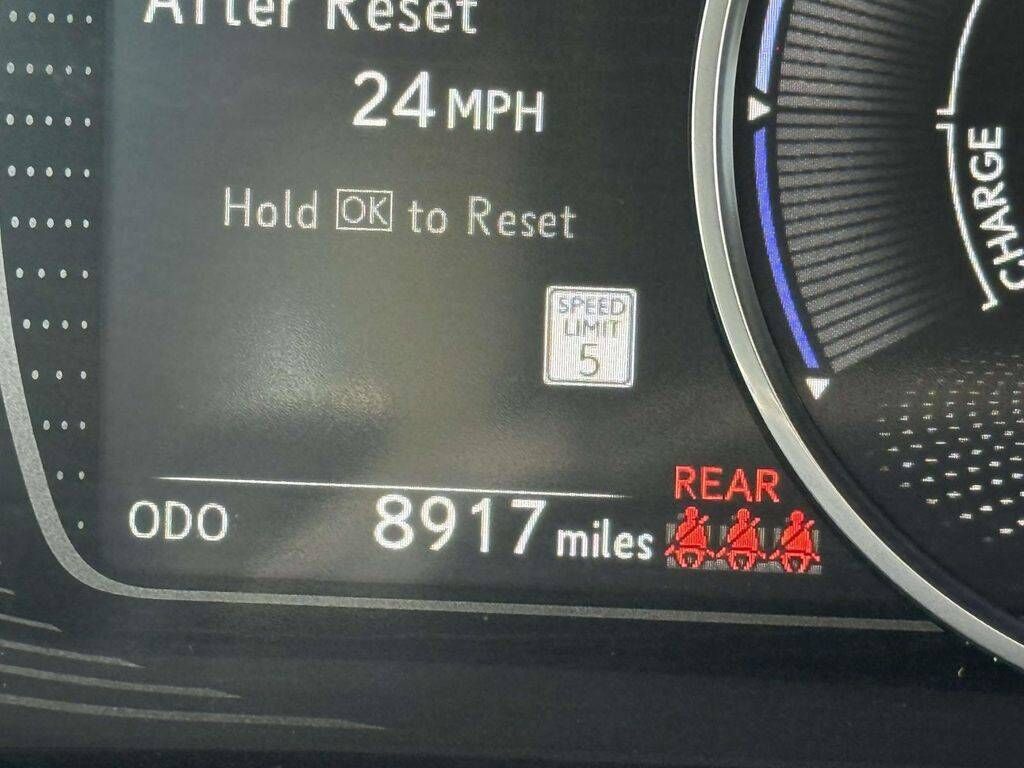 After Reset
24 MPH
Hold OK to Reset
SPEED
LIMIT
5
CHARGE
REAR
ODO 8917 miles